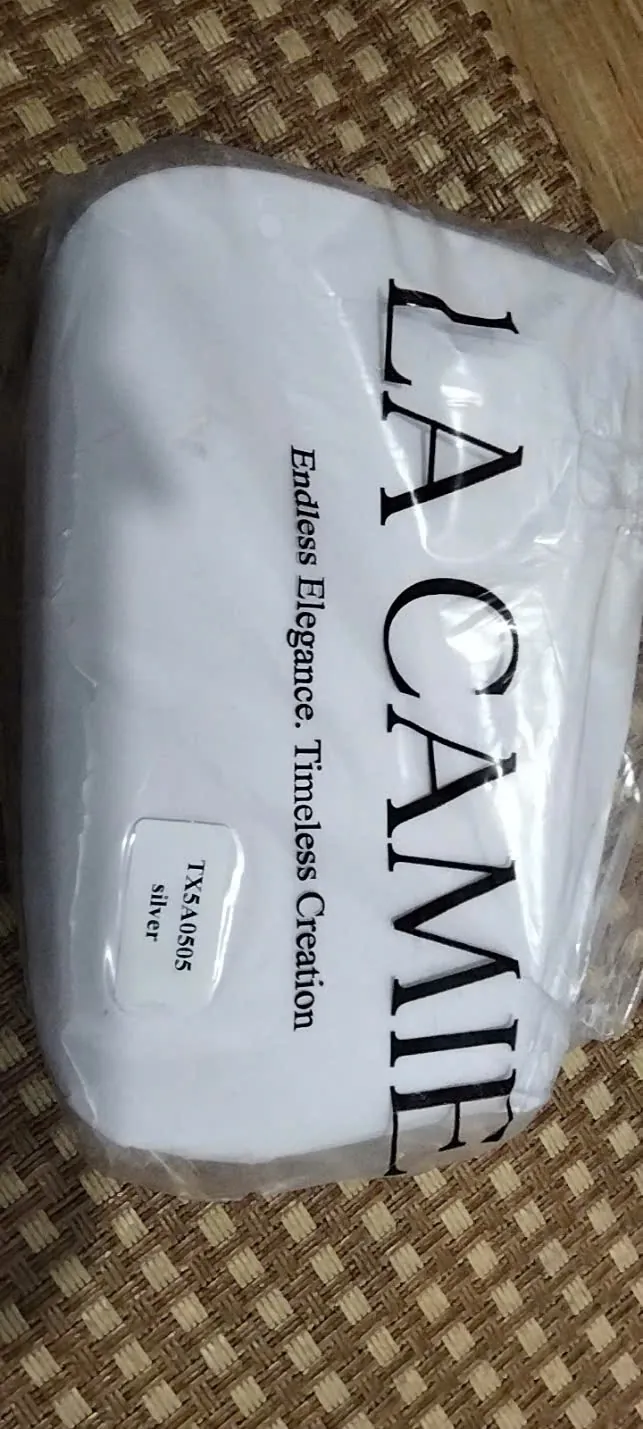 LA CAMIE
Endless Elegance. Timeless Creation
TX5A0505
silver